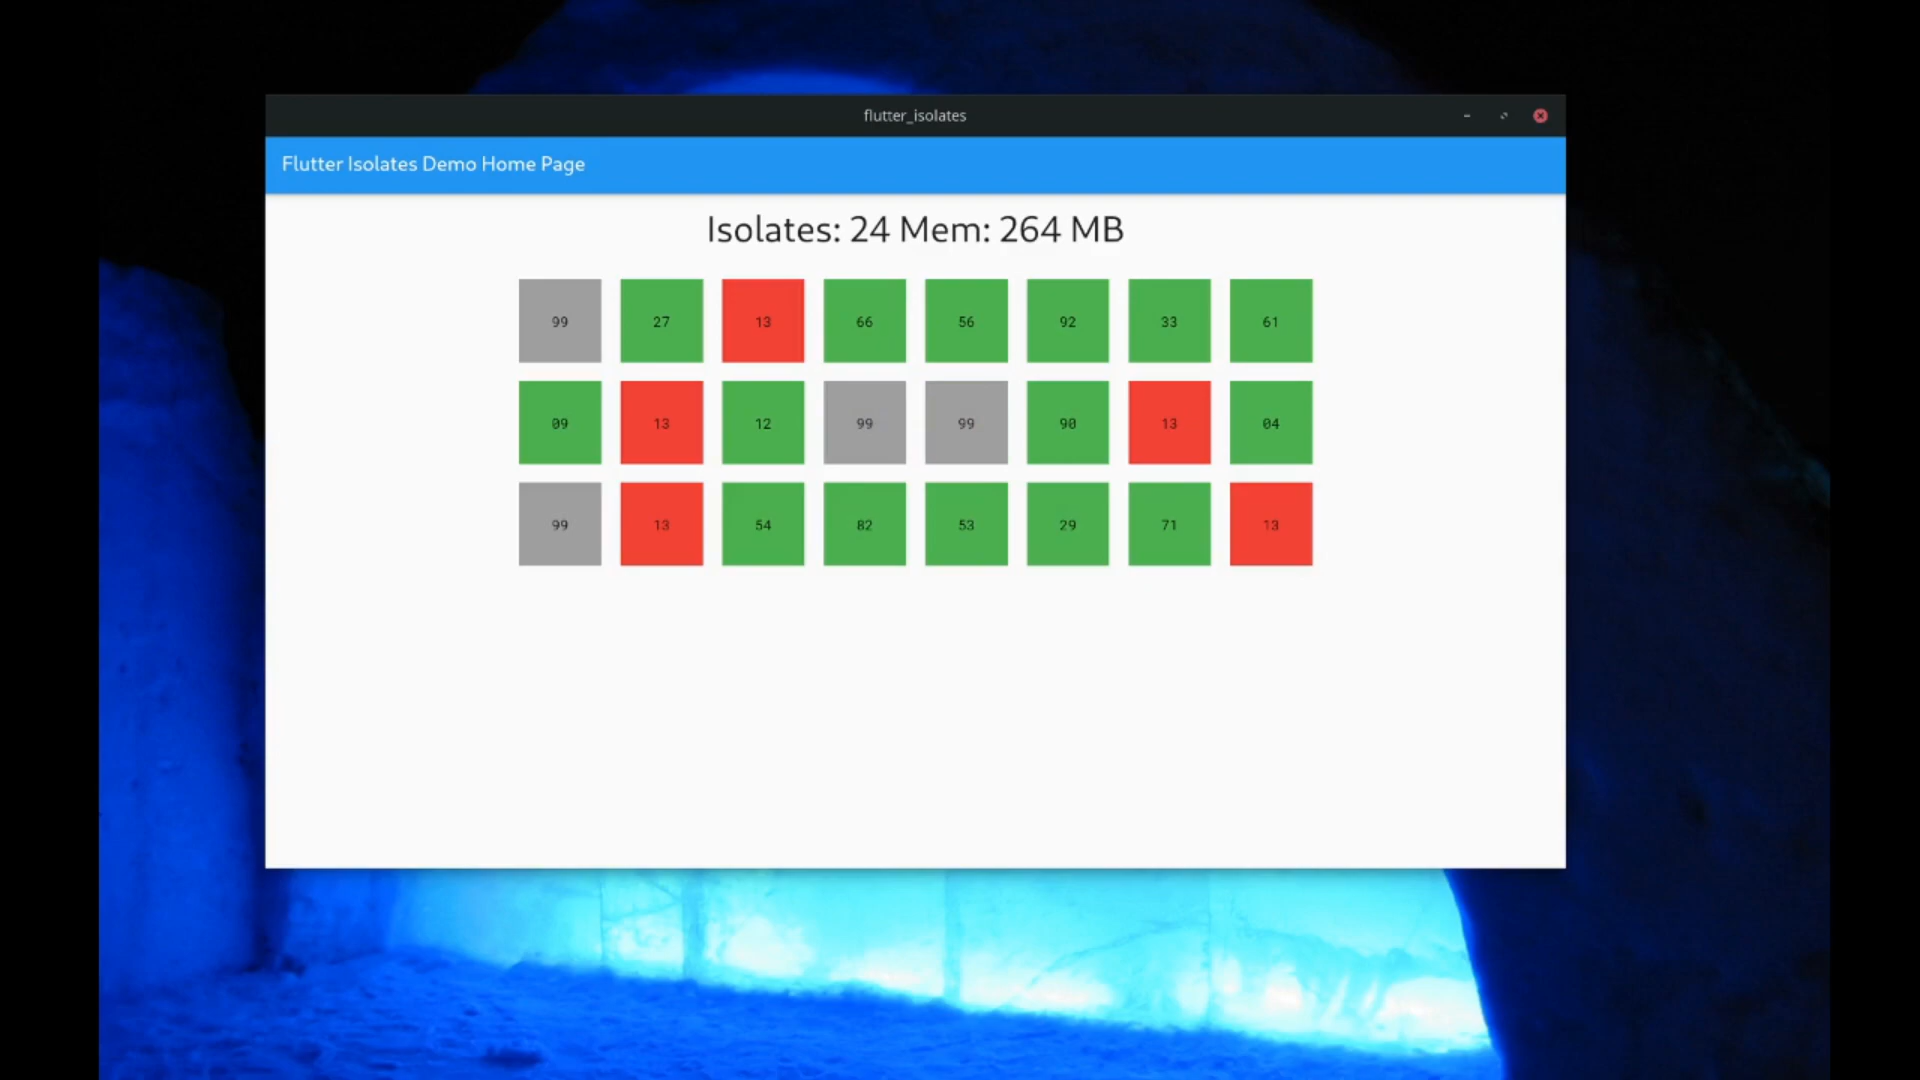 flutter_isolates
Flutter Isolates Demo Home Page
Isolates: 24 Mem: 264 MB
99 27 13 66 56 92 33 61
09 13 12 99 99 90 13 04
99 13 54 82 53 29 71 13